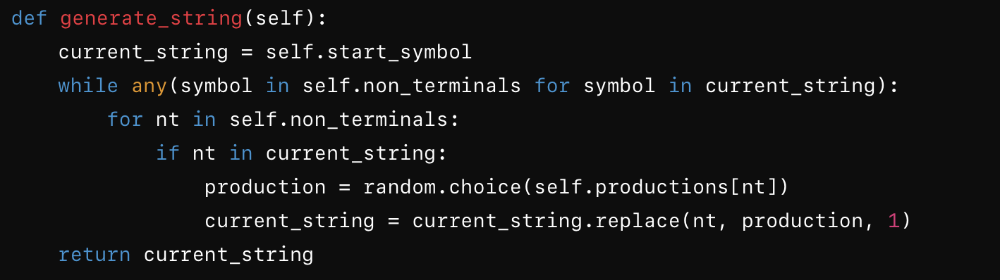 def generate_string(self):
    current_string = self.start_symbol
    while any(symbol in self.non_terminals for symbol in current_string):
        for nt in self.non_terminals:
            if nt in current_string:
                production = random.choice(self.productions[nt])
                current_string = current_string.replace(nt, production, 1)
    return current_string